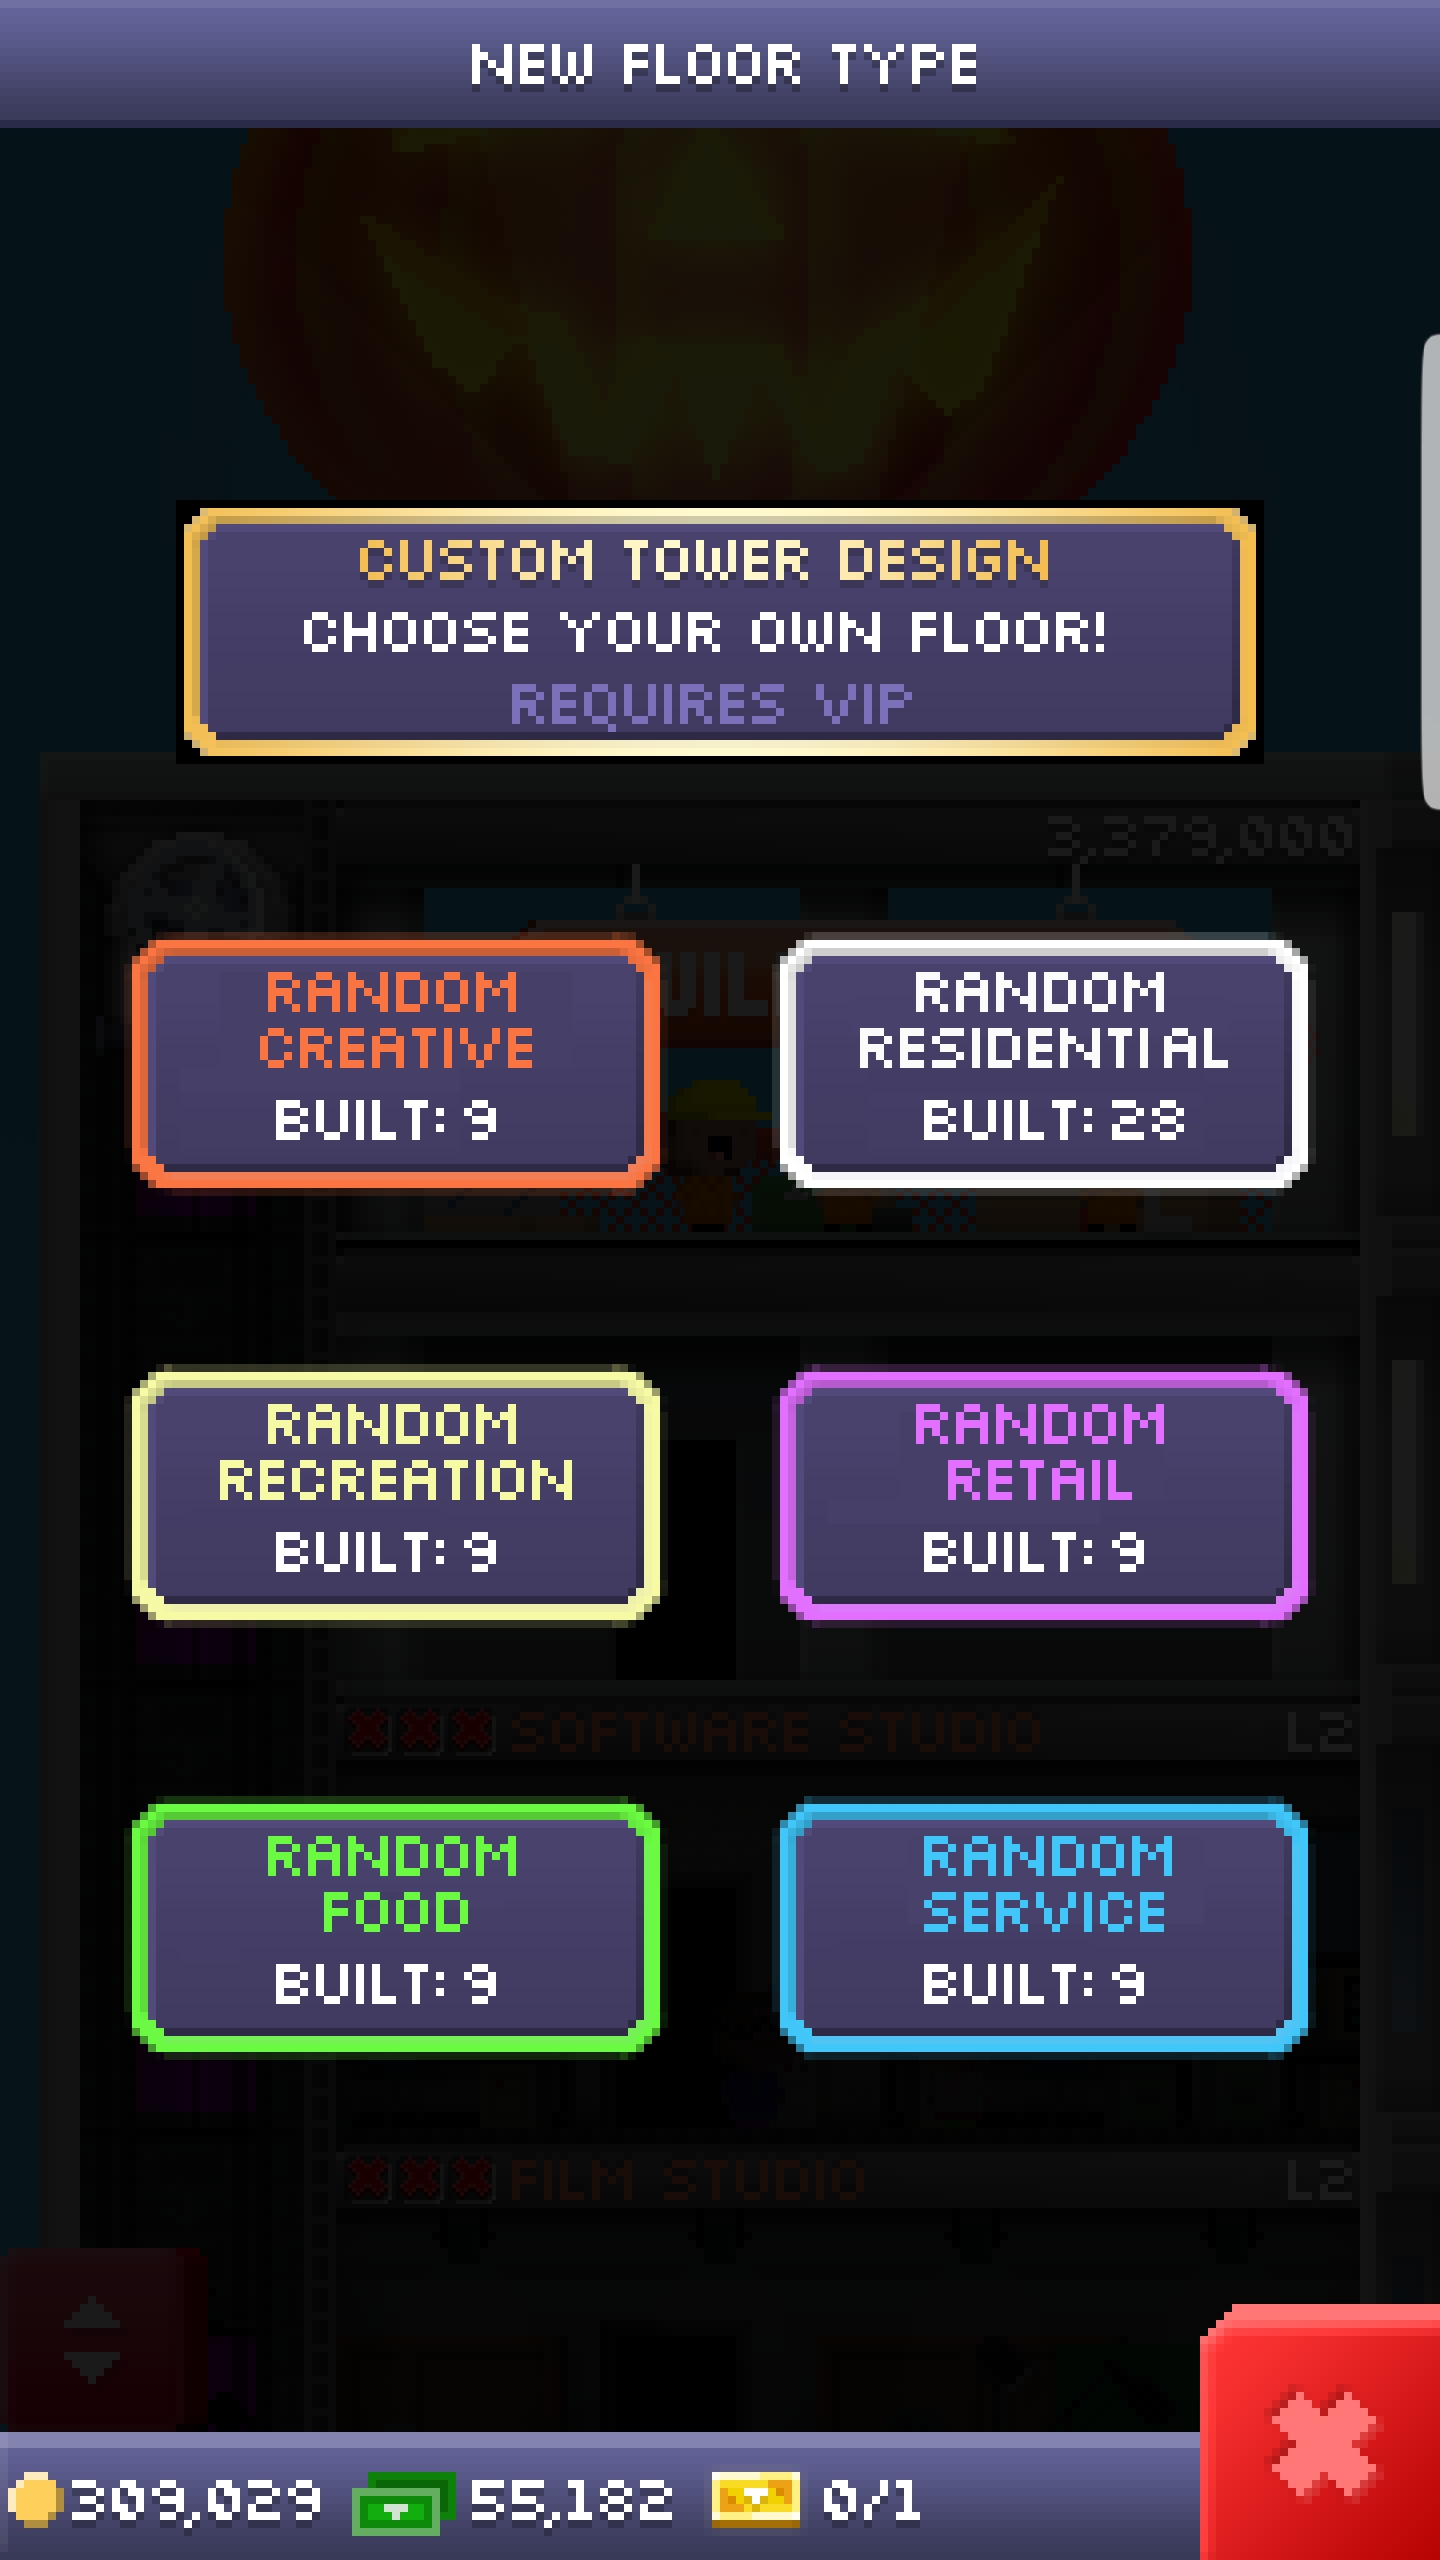 NEW FLOOR TYPE
CUSTOM TOWER DESIGN
CHOOSE YOUR OWN FLOOR!
REQUIRES VIP
3,379,000
RANDOM
CREATIVE
BUILT: 9
RANDOM
RESIDENTIAL
BUILT: 28
RANDOM
RECREATION
BUILT: 9
RANDOM
RETAIL
BUILT: 9
SOFTWARE STUDIO L2
RANDOM
FOOD
BUILT: 9
RANDOM
SERVICE
BUILT: 9
FILM STUDIO L2
309,029 55,182 0/1